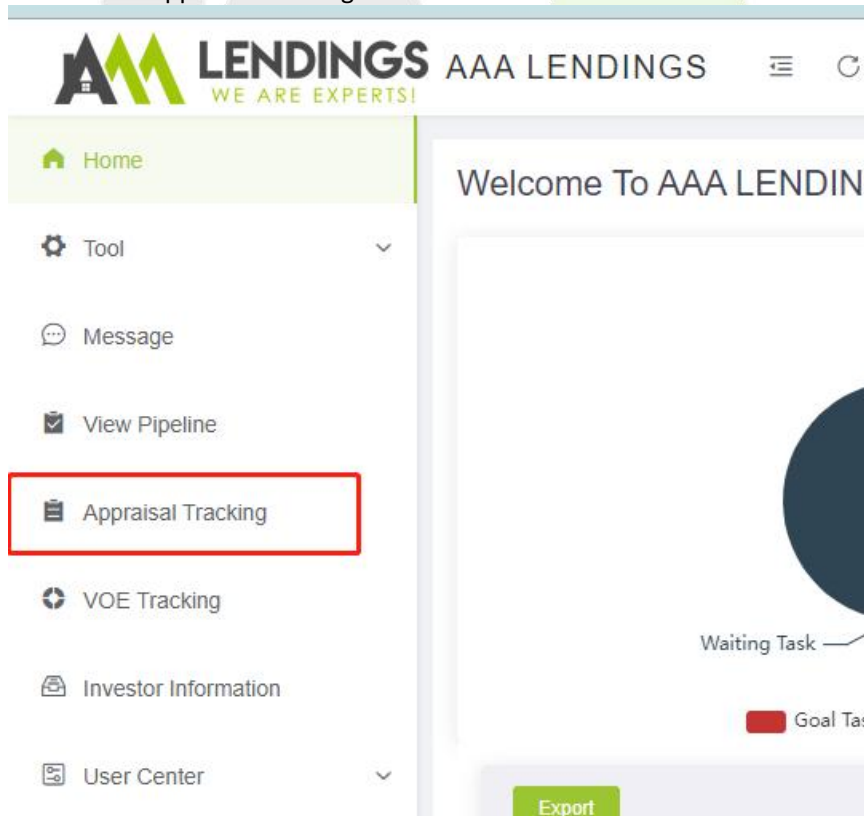 LENDINGS
WE ARE EXPERTS!
AAA LENDINGS
Home
Welcome To AAA LENDIN
Tool
Message
View Pipeline
Appraisal Tracking
VOE Tracking
Waiting Task
Investor Information
Goal Tas
User Center
Export